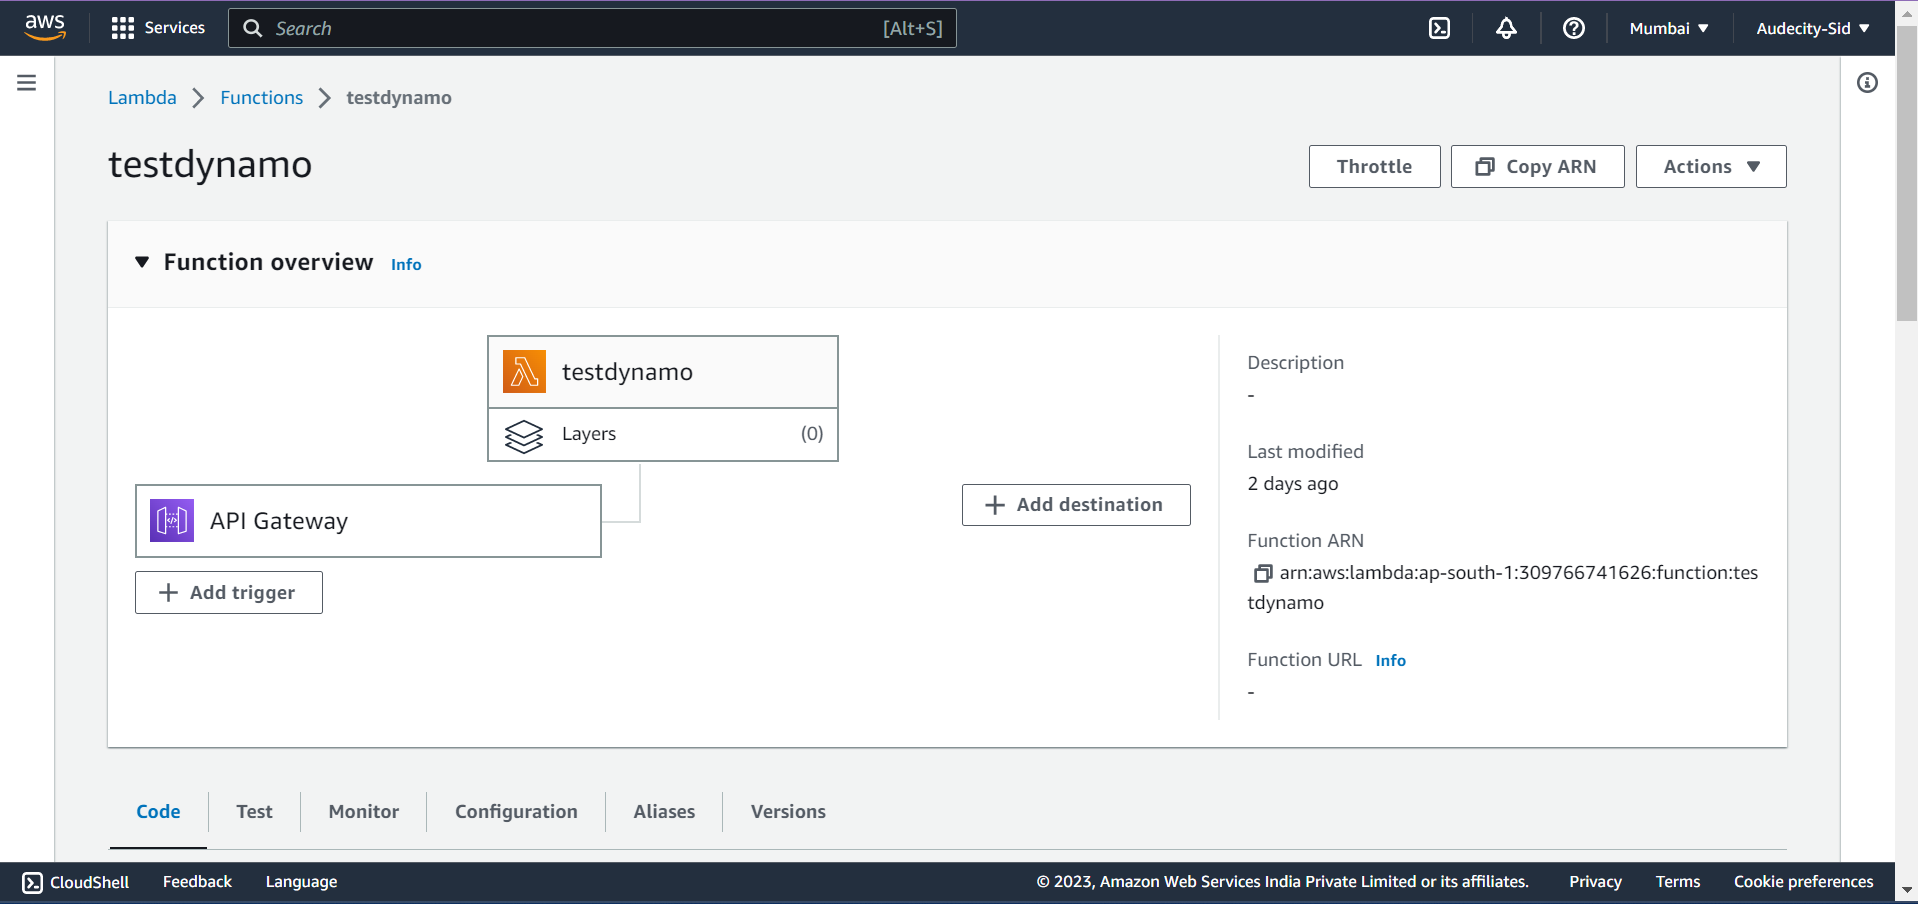 aws
Services
Search
[Alt+S]
Mumbai
Audecity-Sid
Lambda
Functions
testdynamo
testdynamo
Throttle
Copy ARN
Actions
Function overview Info
testdynamo
Layers
(0)
API Gateway
Add trigger
Add destination
Description
-
Last modified
2 days ago
Function ARN
arn:aws:lambda:ap-south-1:309766741626:function:tes
tdynamo
Function URL Info
-
Code
Test
Monitor
Configuration
Aliases
Versions
CloudShell
Feedback
Language
© 2023, Amazon Web Services India Private Limited or its affiliates.
Privacy
Terms
Cookie preferences